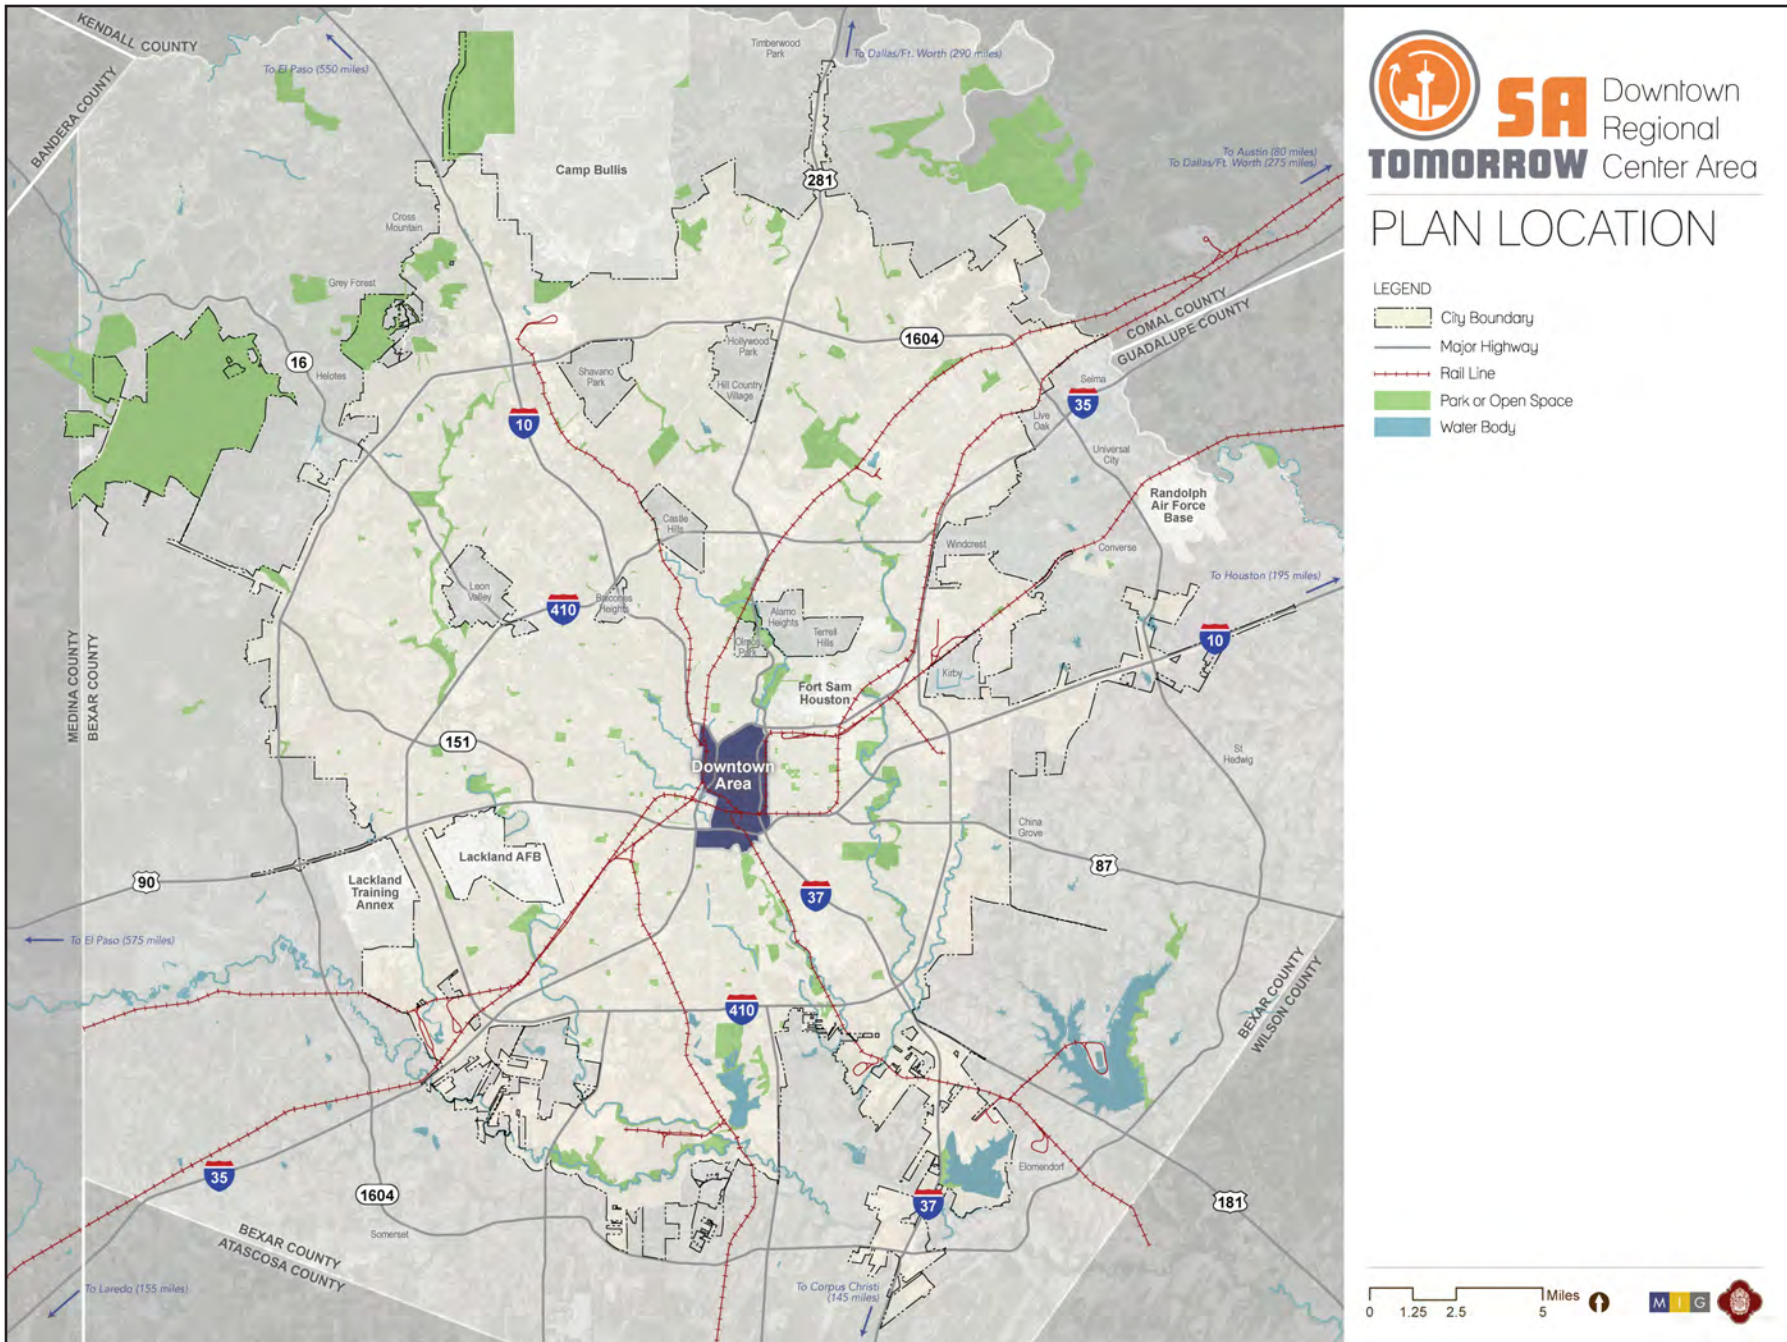 KENDALL COUNTY
BANDERA COUNTY
To El Paso (550 miles)
Timberwood
Park
To Dallas/Ft. Worth (290 miles)
To Austin (80 miles)
To Dallas/Ft. Worth (275 miles)
Camp Bullis
281
Cross
Mountain
Grey Forest
16
Helotes
1604
COMAL COUNTY
GUADALUPE COUNTY
Hollywood
Park
Shavano
Park
Hill Country
Village
Selma
35
10
Live
Oak
Universal
City
Randolph
Air Force
Base
Castle
Hills
Windcrest
Converse
Leon
Valley
410
Balcones
Heights
To Houston (195 miles)
Alamo
Heights
Olmos
Park
Terrell
Hills
10
Kirby
Fort Sam
Houston
MEDINA COUNTY
BEXAR COUNTY
151
St
Hedwig
Downtown
Area
China
Grove
Lackland AFB
87
90
Lackland
Training
Annex
37
To El Paso (575 miles)
BEXAR COUNTY
WILSON COUNTY
410
35
1604
Elomendorf
37
181
Somerset
BEXAR COUNTY
ATASCOSA COUNTY
To Laredo (155 miles)
To Corpus Christi
(145 miles)
SA
TOMORROW
Downtown
Regional
Center Area
PLAN LOCATION
LEGEND
City Boundary
Major Highway
Rail Line
Park or Open Space
Water Body
Miles
0 1.25 2.5 5
M I G